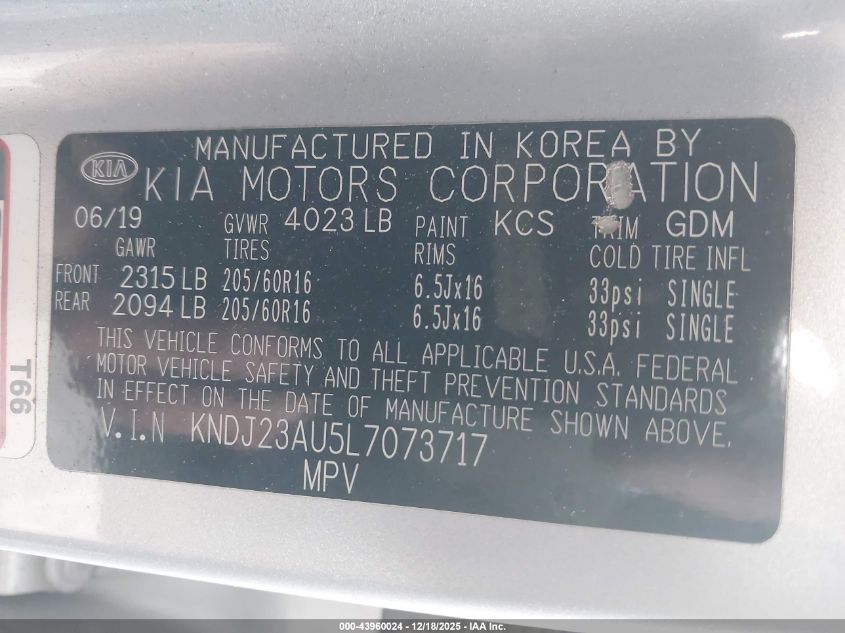 MANUFACTURED IN KOREA BY
KIA KIA MOTORS CORPORATION
06/19 GVWR 4023 LB PAINT KCS TRIM GDM
GAWR TIRES RIMS COLD TIRE INFL
FRONT 2315 LB 205/60R16 6.5Jx16 33psi SINGLE
REAR 2094 LB 205/60R16 6.5Jx16 33psi SINGLE
THIS VEHICLE CONFORMS TO ALL APPLICABLE U.S.A. FEDERAL
MOTOR VEHICLE SAFETY AND THEFT PREVENTION STANDARDS
IN EFFECT ON THE DATE OF MANUFACTURE SHOWN ABOVE.
V.I.N KNDJ23AU5L7073717
MPV
T66
000-43960024 - 12/18/2025 - IAA Inc.